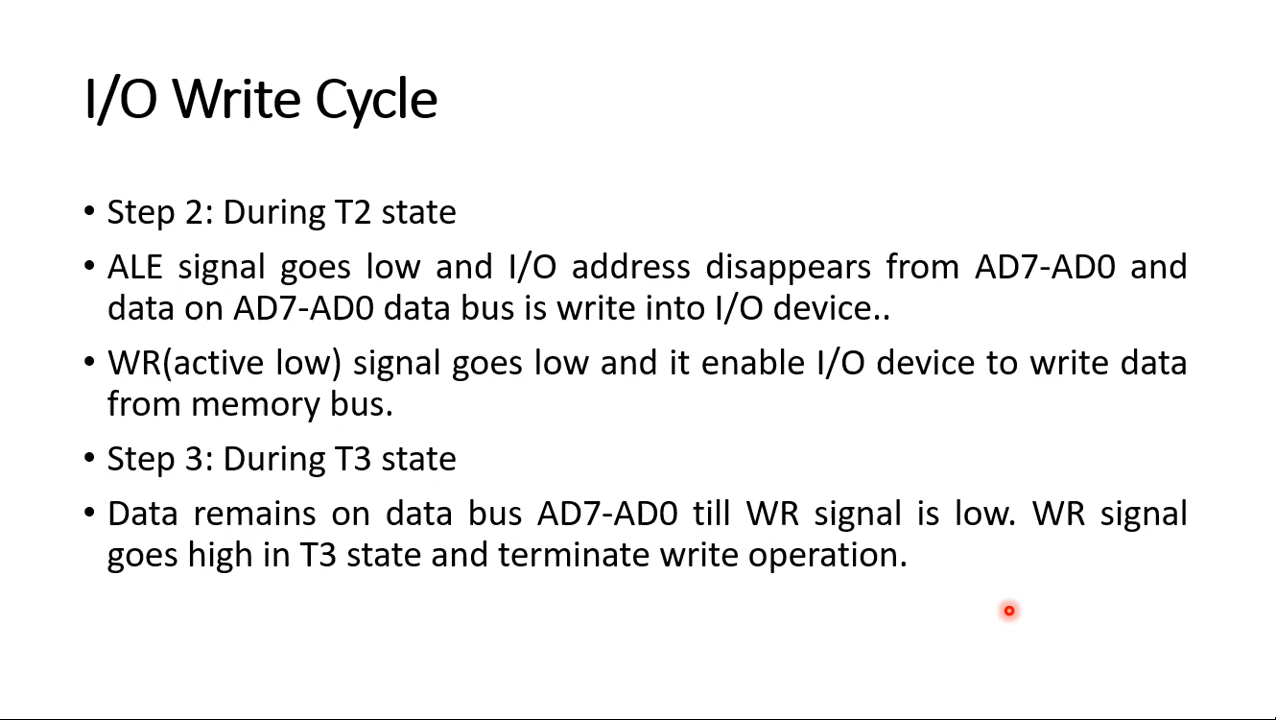 I/O Write Cycle
• Step 2: During T2 state
• ALE signal goes low and I/O address disappears from AD7-AD0 and
data on AD7-AD0 data bus is write into I/O device..
• WR(active low) signal goes low and it enable I/O device to write data
from memory bus.
• Step 3: During T3 state
• Data remains on data bus AD7-AD0 till WR signal is low. WR signal
goes high in T3 state and terminate write operation.